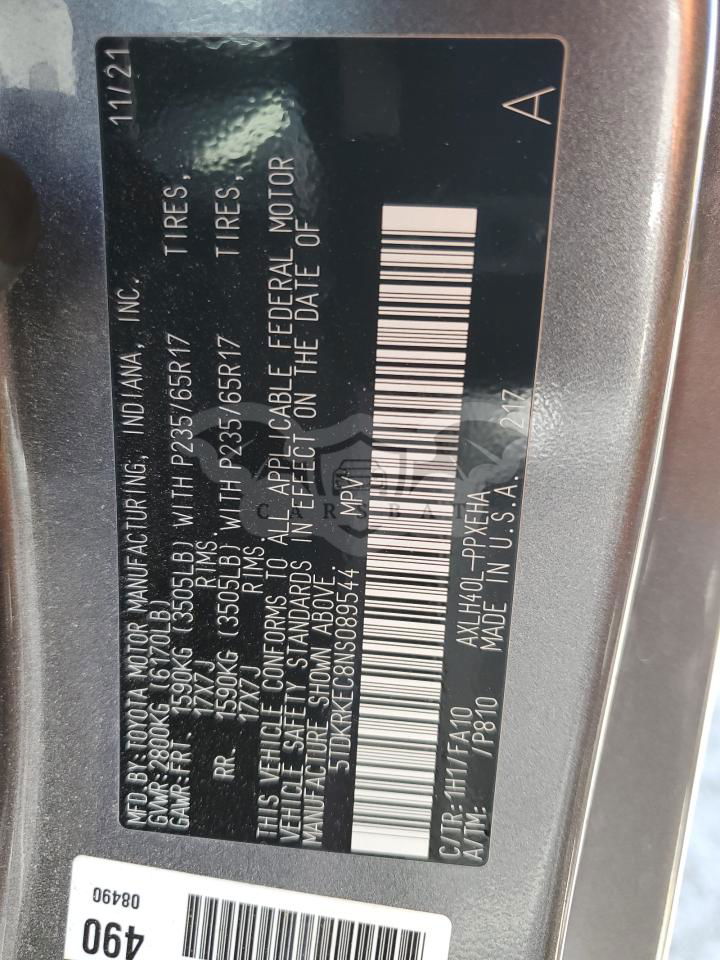 MFD. BY: TOYOTA MOTOR MANUFACTURING, INDIANA, INC. 11/21
GVWR: 2800KG (6170LB)
GAWR: FRT. 1590KG (3505LB) WITH P235/65R17 TIRES,
17X7J RIMS.
RR. 1590KG (3505LB) WITH P235/65R17 TIRES,
17X7J RIMS.
THIS VEHICLE CONFORMS TO ALL APPLICABLE FEDERAL MOTOR
VEHICLE SAFETY STANDARDS IN EFFECT ON THE DATE OF
MANUFACTURE SHOWN ABOVE.
5TDKRKEC8NS089544 MPV
C/TR: 1H1/FA10 AXLH40L-PPXEHA
A/TM: /P810 MADE IN U.S.A. 217
A
CARSBAT
08490
490